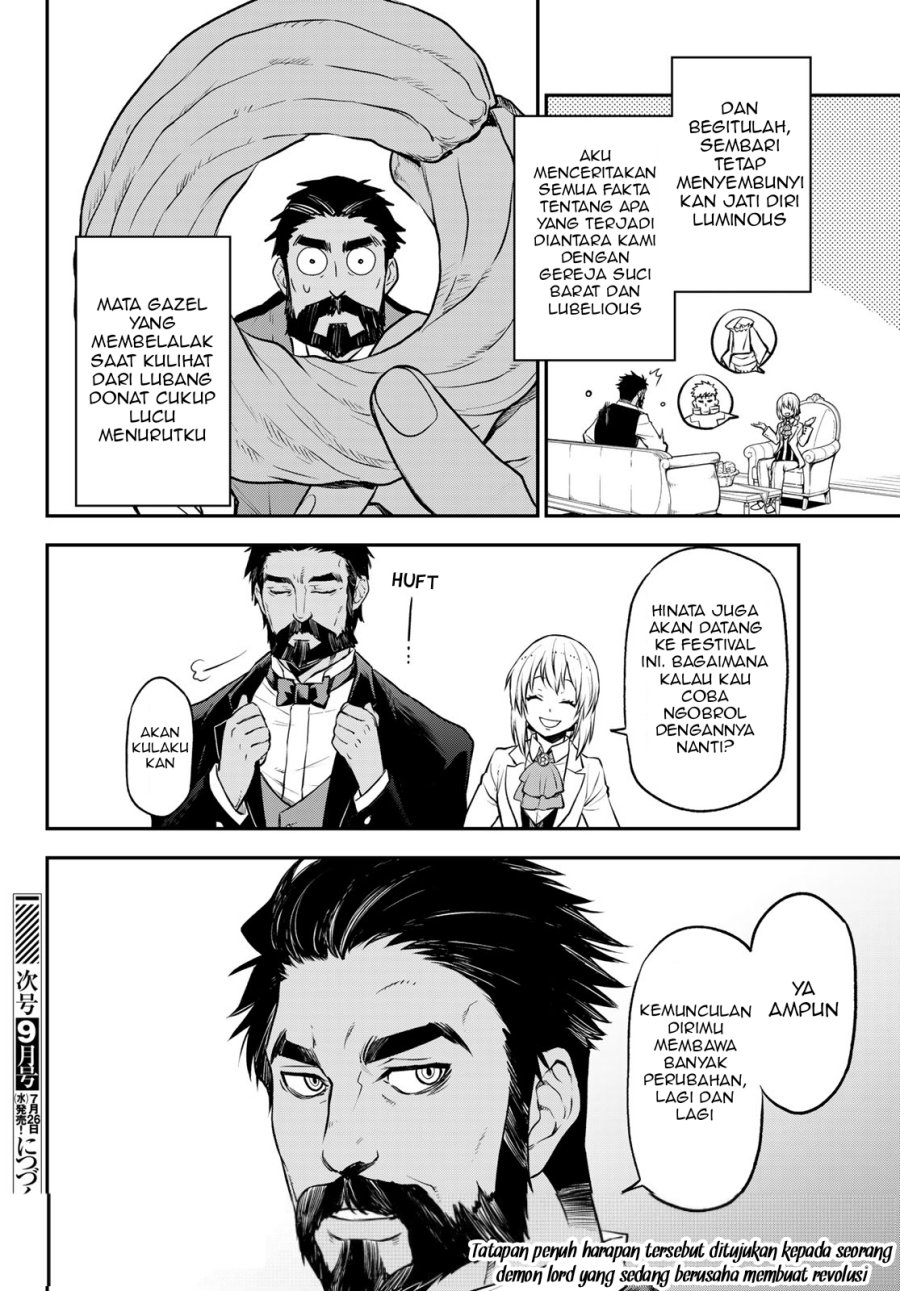 DAN
BEGITULAH,
SEMBARI
TETAP
MENYEMBUNYI
KAN JATI DIRI
LUMINOUS
AKU
MENCERITAKAN
SEMUA FAKTA
TENTANG APA
YANG TERJADI
DIANTARA KAMI
DENGAN
GEREJA SUCI
BARAT DAN
LUBELIOUS
MATA GAZEL
YANG
MEMBELALAK
SAAT KULIHAT
DARI LUBANG
DONAT CUKUP
LUCU
MENURUTKU
HINATA JUGA
AKAN DATANG
KE FESTIVAL
INI. BAGAIMANA
KALAU KAU
COBA
NGOBROL
DENGANNYA
NANTI?
HUFT
AKAN
KULAKU
KAN
YA
AMPUN
KEMUNCULAN
DIRIMU
MEMBAWA
BANYAK
PERUBAHAN,
LAGI DAN
LAGI
Tatapan penuh harapan tersebut ditujukan kepada seorang
demon lord yang sedang berusaha membuat revolusi
次号9月号7月26日(水)発売!につづく